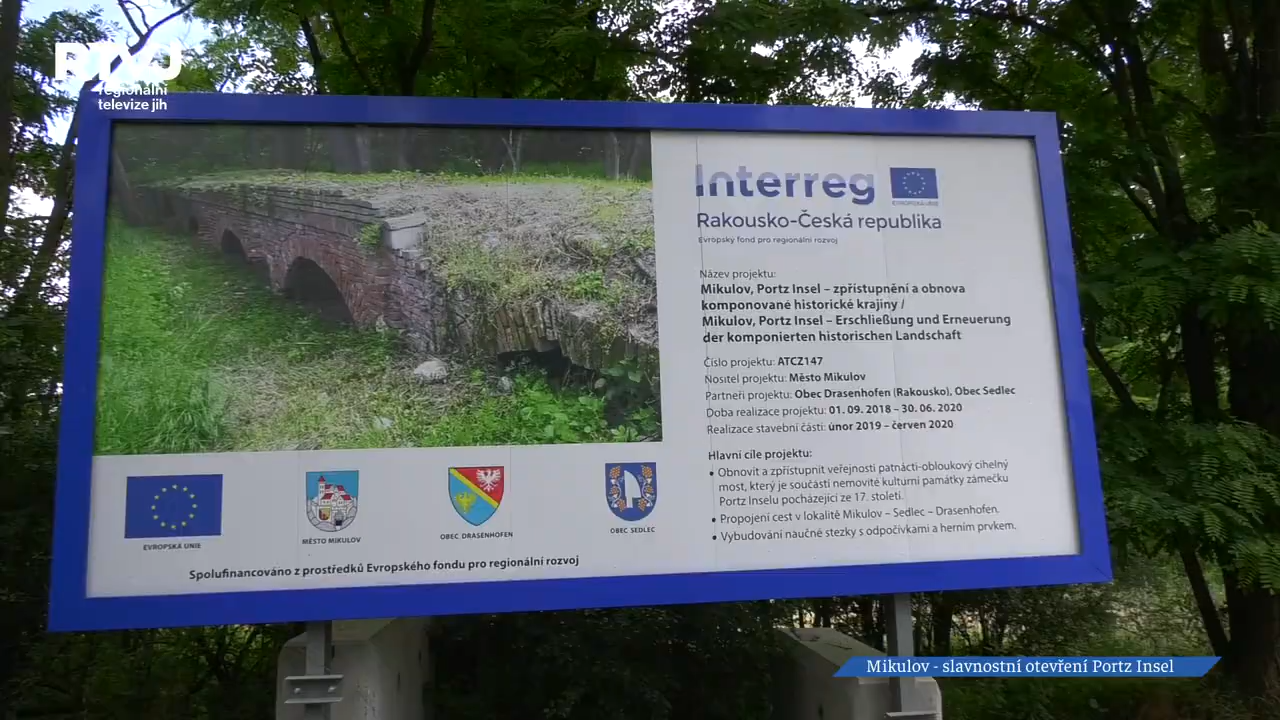 regionální
televize jih
Interreg
EVROPSKÁ UNIE
Rakousko-Česká republika
Evropský fond pro regionální rozvoj
Název projektu:
Mikulov, Portz Insel – zpřístupnění a obnova
komponované historické krajiny /
Mikulov, Portz Insel – Erschließung und Erneuerung
der komponierten historischen Landschaft
Číslo projektu: ATCZ147
Nositel projektu: Město Mikulov
Partneři projektu: Obec Drasenhofen (Rakousko), Obec Sedlec
Doba realizace projektu: 01. 09. 2018 – 30. 06. 2020
Realizace stavební části: únor 2019 – červen 2020
Hlavní cíle projektu:
• Obnovit a zpřístupnit veřejnosti patnácti-obloukový cihelný
most, který je součástí nemovité kulturní památky zámečku
Portz Inselu pocházející ze 17. století.
• Propojení cest v lokalitě Mikulov – Sedlec – Drasenhofen.
• Vybudování naučné stezky s odpočívkami a herním prvkem.
EVROPSKÁ UNIE
MĚSTO MIKULOV
OBEC DRASENHOFEN
OBEC SEDLEC
Spolufinancováno z prostředků Evropského fondu pro regionální rozvoj
Mikulov - slavnostní otevření Portz Insel